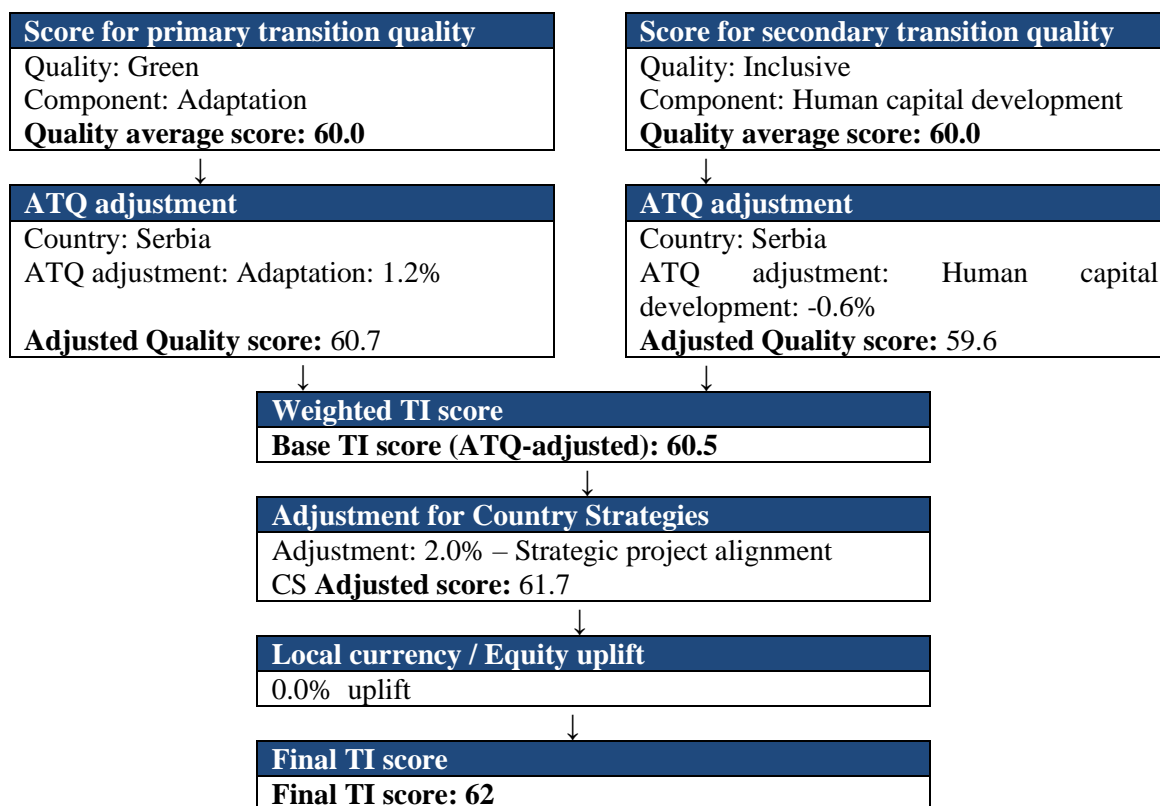 Score for primary transition quality
Quality: Green
Component: Adaptation
Quality average score: 60.0
Score for secondary transition quality
Quality: Inclusive
Component: Human capital development
Quality average score: 60.0
↓
↓
ATQ adjustment
Country: Serbia
ATQ adjustment: Adaptation: 1.2%
Adjusted Quality score: 60.7
ATQ adjustment
Country: Serbia
ATQ adjustment: Human capital
development: -0.6%
Adjusted Quality score: 59.6
↓
↓
Weighted TI score
Base TI score (ATQ-adjusted): 60.5
↓
Adjustment for Country Strategies
Adjustment: 2.0% – Strategic project alignment
CS Adjusted score: 61.7
↓
Local currency / Equity uplift
0.0% uplift
↓
Final TI score
Final TI score: 62